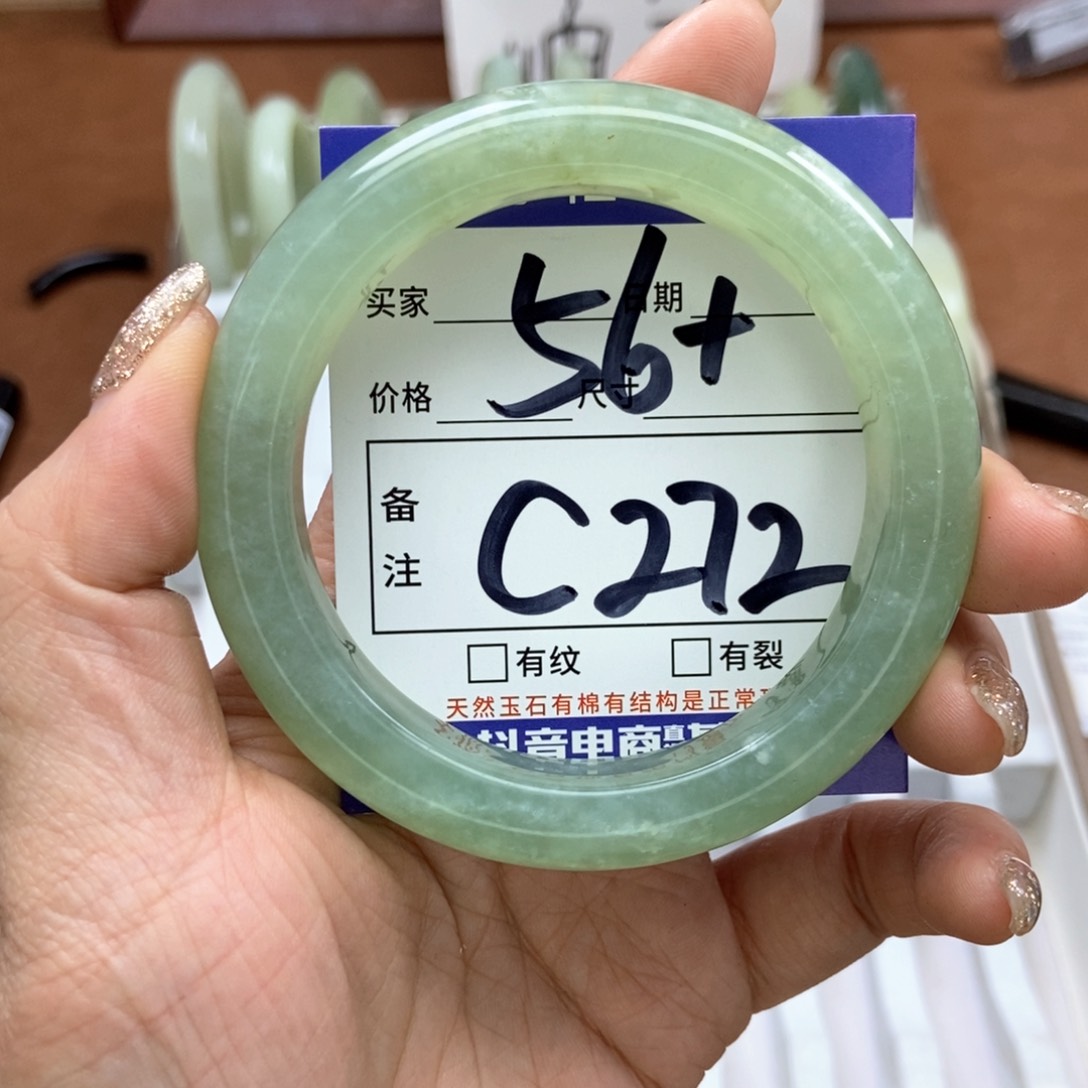 买家 56+ 日期
价格 尺寸
备注 C272
□有纹 □有裂
天然玉石有棉有结构是正常
抖音电商